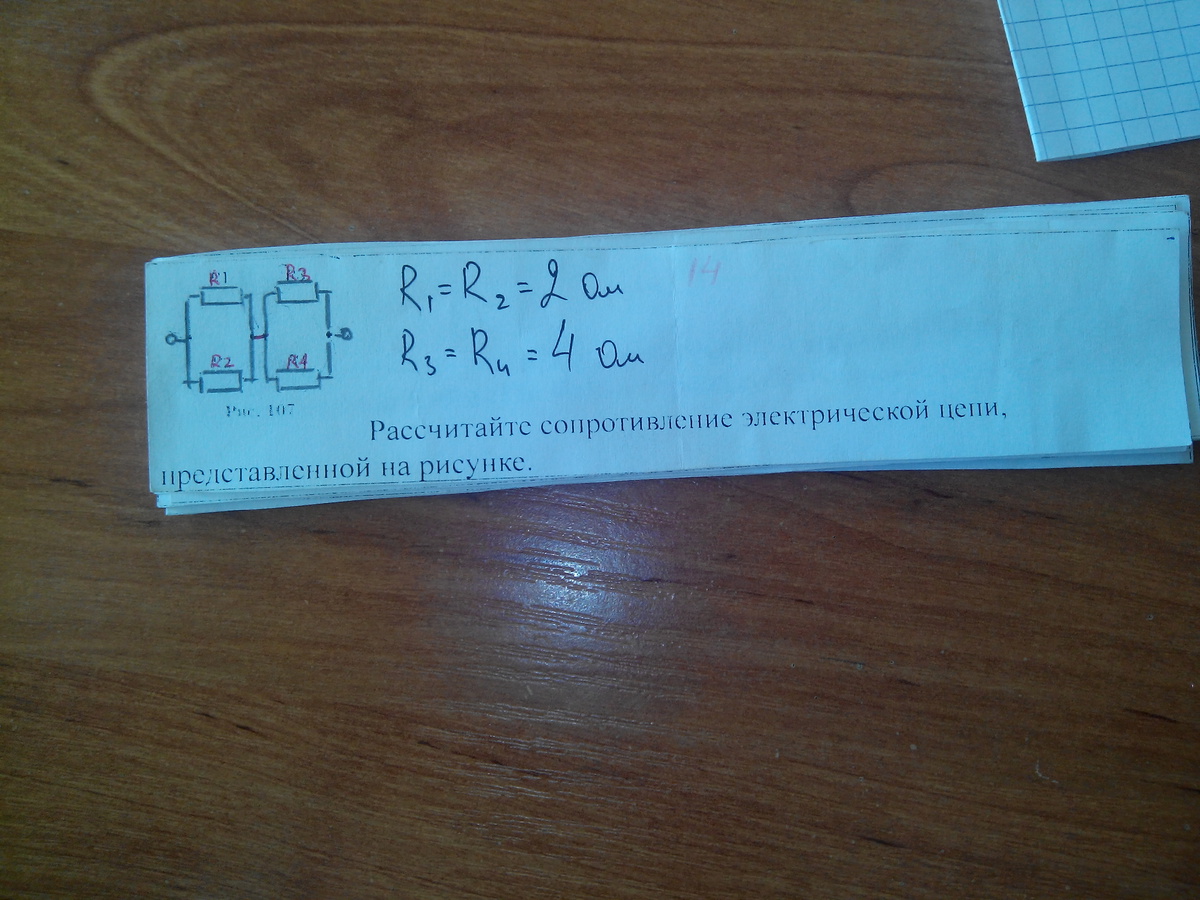 R1
R3
R2
R4
Рис. 107
R₁ = R₂ = 2 Ом
14
R₃ = R₄ = 4 Ом
Рассчитайте сопротивление электрической цепи,
представленной на рисунке.